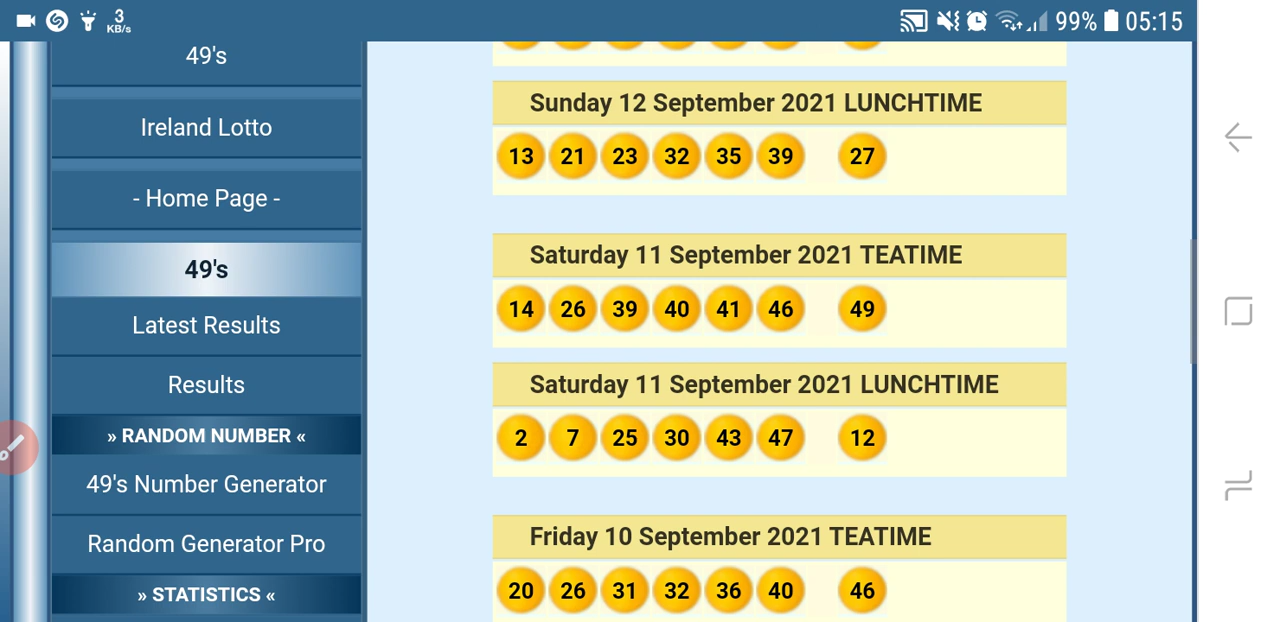 3
KB/s
99% 05:15
49's
Ireland Lotto
- Home Page -
49's
Latest Results
Results
» RANDOM NUMBER «
49's Number Generator
Random Generator Pro
» STATISTICS «
Sunday 12 September 2021 LUNCHTIME
13 21 23 32 35 39 27
Saturday 11 September 2021 TEATIME
14 26 39 40 41 46 49
Saturday 11 September 2021 LUNCHTIME
2 7 25 30 43 47 12
Friday 10 September 2021 TEATIME
20 26 31 32 36 40 46